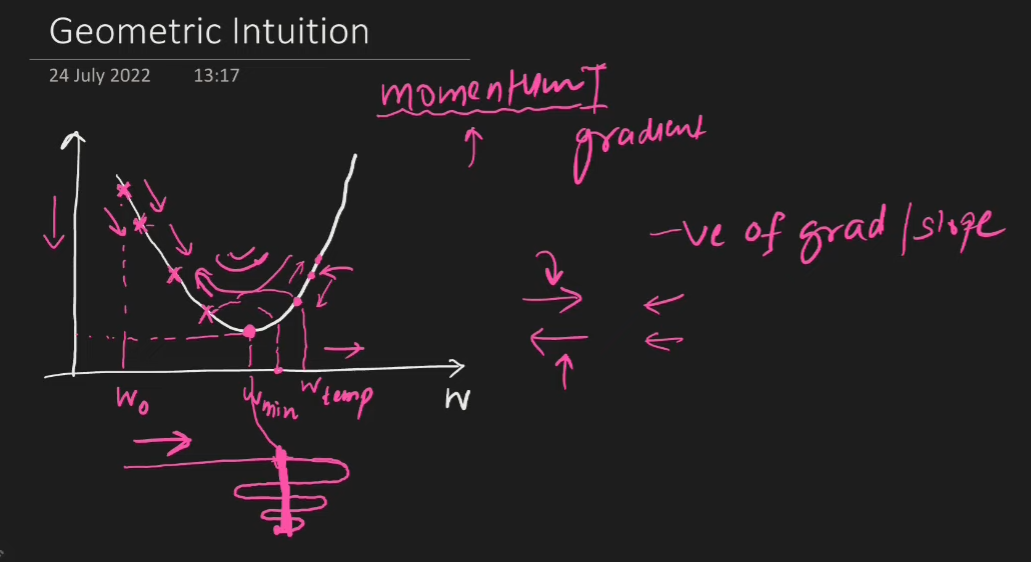 Geometric Intuition
24 July 2022 13:17
momentum
gradient
-ve of grad/slope
W₀
Wmin
Wtemp
W